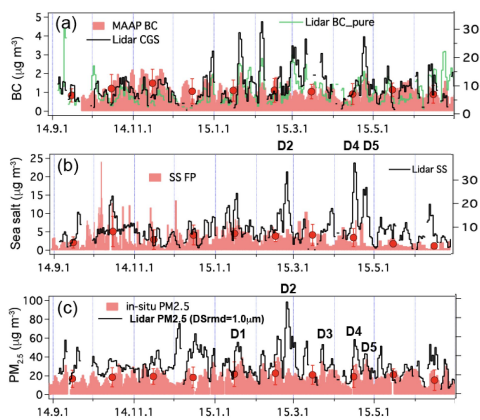 (a)
MAAP BC
Lidar CGS
Lidar BC_pure
BC (µg m-3)
5
4
3
2
1
0
30
20
10
0
14.9.1
14.11.1
15.1.1
15.3.1
15.5.1
D2
D4 D5
(b)
SS FP
Lidar SS
Sea salt (µg m-3)
25
20
15
10
5
0
30
20
10
14.9.1
14.11.1
15.1.1
15.3.1
15.5.1
D2
(c)
in-situ PM2.5
Lidar PM2.5 (DSrmd=1.0µm)
D1
D3
D4
D5
PM2.5 (µg m-3)
100
80
60
40
20
0
14.9.1
14.11.1
15.1.1
15.3.1
15.5.1